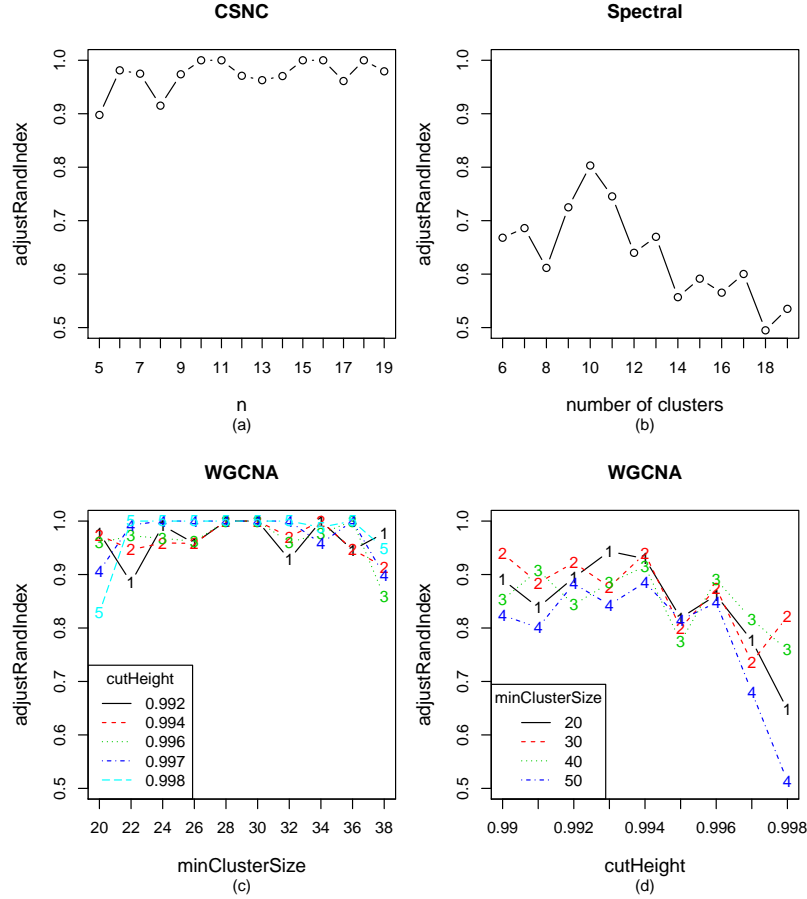 CSNC
adjustRandIndex
1.0
0.9
0.8
0.7
0.6
0.5
5 7 9 11 13 15 17 19
n
(a)
Spectral
adjustRandIndex
1.0
0.9
0.8
0.7
0.6
0.5
6 8 10 12 14 16 18
number of clusters
(b)
WGCNA
adjustRandIndex
1.0
0.9
0.8
0.7
0.6
0.5
cutHeight
0.992
0.994
0.996
0.997
0.998
20 22 24 26 28 30 32 34 36 38
minClusterSize
(c)
WGCNA
adjustRandIndex
1.0
0.9
0.8
0.7
0.6
0.5
minClusterSize
20
30
40
50
0.99 0.992 0.994 0.996 0.998
cutHeight
(d)